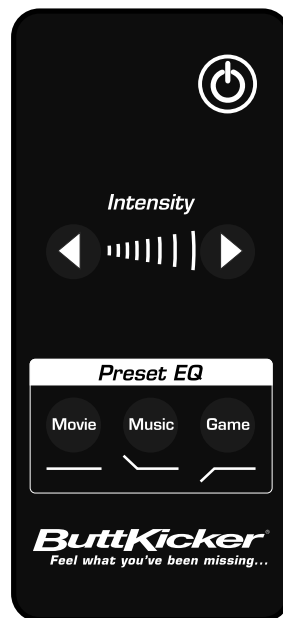 Intensity
Preset EQ
Movie Music Game
ButtKicker®
Feel what you've been missing...